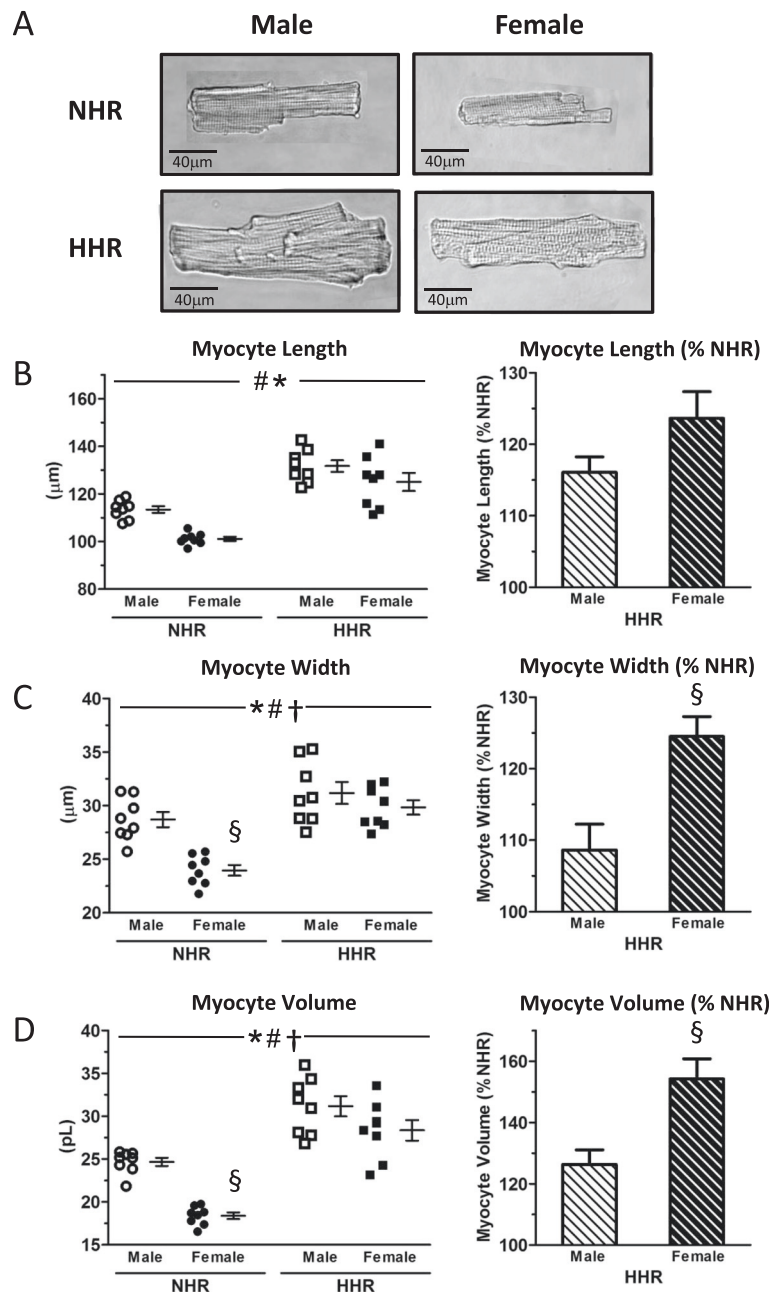 A
Male
Female
NHR
40μm
40μm
HHR
40μm
40μm
B
Myocyte Length
#*
160
140
120
100
80
(μm)
Male
Female
Male
Female
NHR
HHR
Myocyte Length (% NHR)
130
120
110
100
Myocyte Length (%NHR)
Male
Female
HHR
C
Myocyte Width
*#†
40
35
30
25
20
(μm)
§
Male
Female
Male
Female
NHR
HHR
Myocyte Width (% NHR)
130
120
110
100
Myocyte Width (%NHR)
§
Male
Female
HHR
D
Myocyte Volume
*#†
40
35
30
25
20
15
(pL)
§
Male
Female
Male
Female
NHR
HHR
Myocyte Volume (% NHR)
160
140
120
100
Myocyte Volume (%NHR)
§
Male
Female
HHR